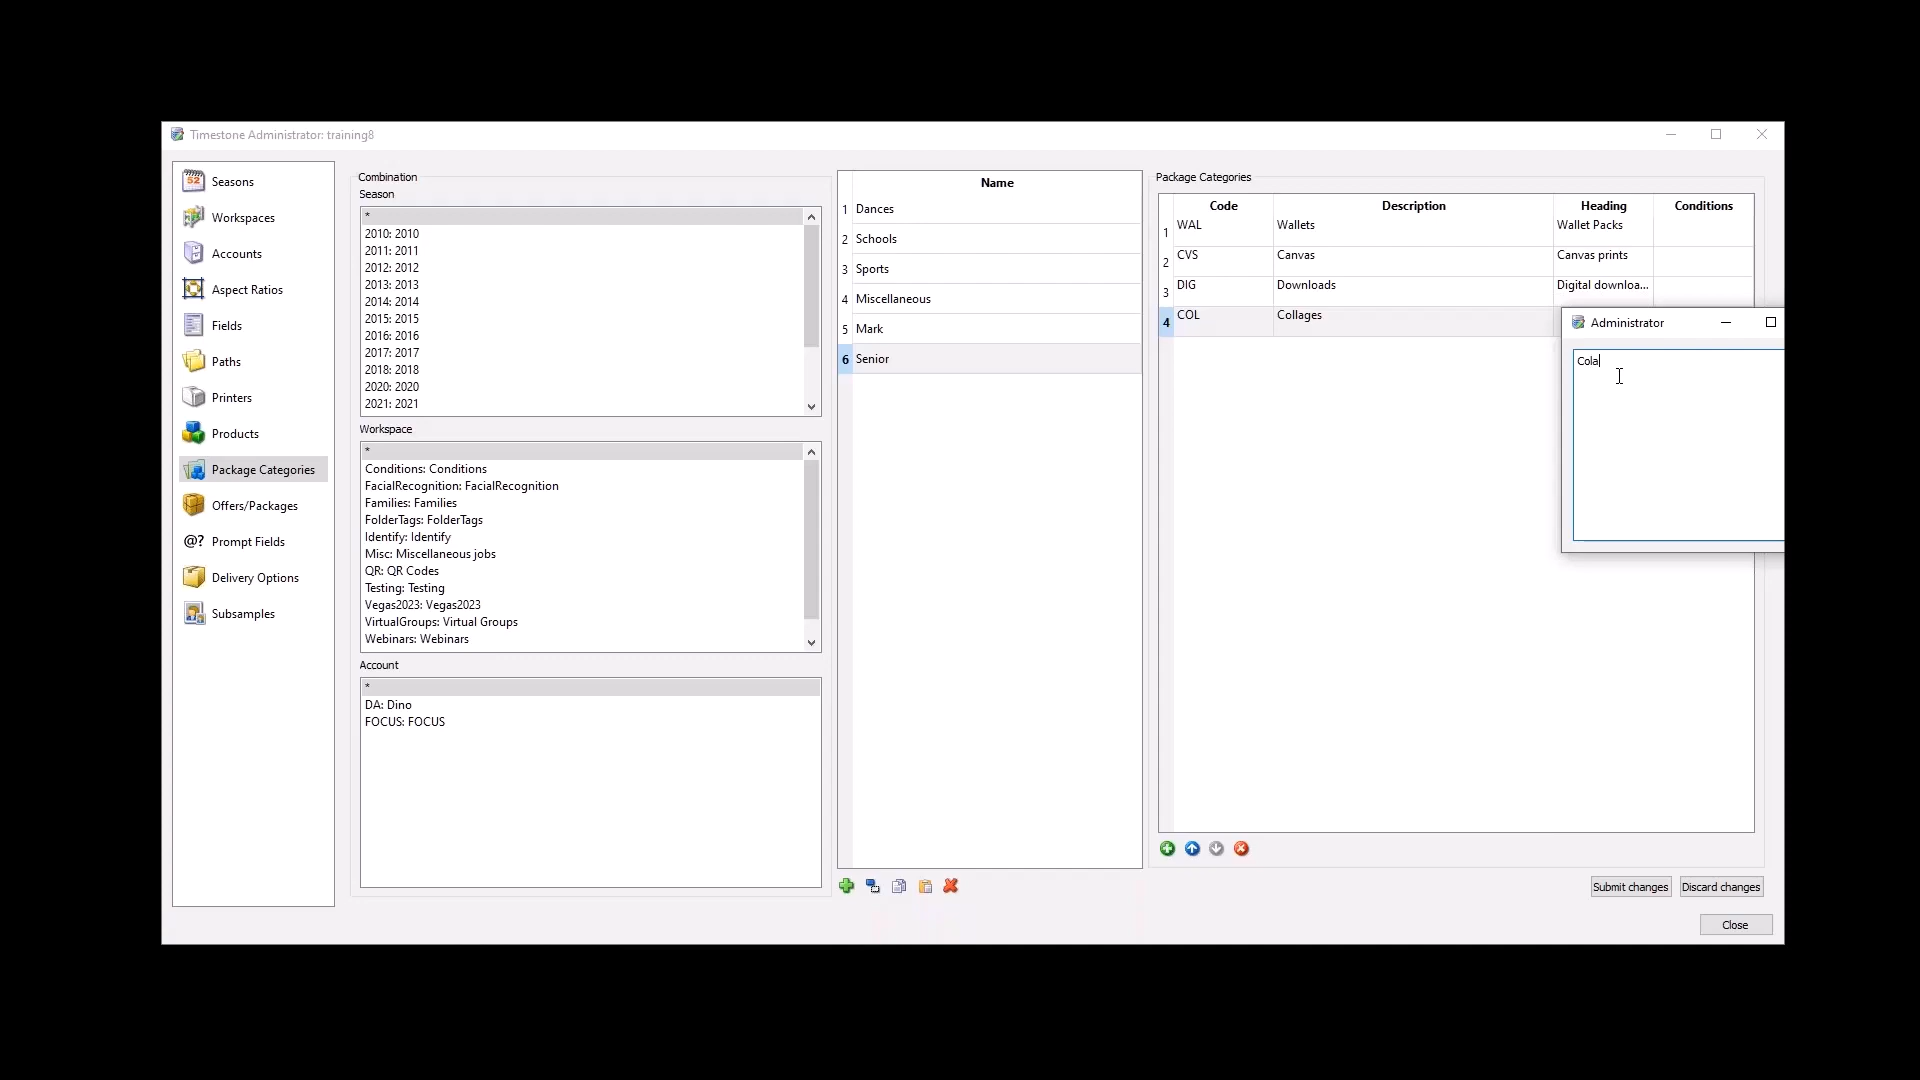 Timestone Administrator: training8
Seasons
Workspaces
Accounts
Aspect Ratios
Fields
Paths
Printers
Products
Package Categories
Offers/Packages
@? Prompt Fields
Delivery Options
Subsamples
Combination
Season
*
2010: 2010
2011: 2011
2012: 2012
2013: 2013
2014: 2014
2015: 2015
2016: 2016
2017: 2017
2018: 2018
2020: 2020
2021: 2021
Workspace
*
Conditions: Conditions
FacialRecognition: FacialRecognition
Families: Families
FolderTags: FolderTags
Identify: Identify
Misc: Miscellaneous jobs
QR: QR Codes
Testing: Testing
Vegas2023: Vegas2023
VirtualGroups: Virtual Groups
Webinars: Webinars
Account
*
DA: Dino
FOCUS: FOCUS
Name
1 Dances
2 Schools
3 Sports
4 Miscellaneous
5 Mark
6 Senior
Package Categories
Code Description Heading Conditions
1 WAL Wallets Wallet Packs
2 CVS Canvas Canvas prints
3 DIG Downloads Digital downloa...
4 COL Collages
Administrator
Cola
Submit changes Discard changes
Close